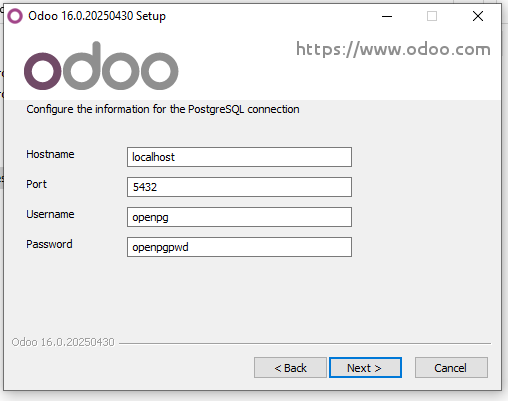 Odoo 16.0.20250430 Setup
odoo
https://www.odoo.com
Configure the information for the PostgreSQL connection
Hostname
localhost
Port
5432
Username
openpg
Password
openpgpwd
Odoo 16.0.20250430
< Back
Next >
Cancel